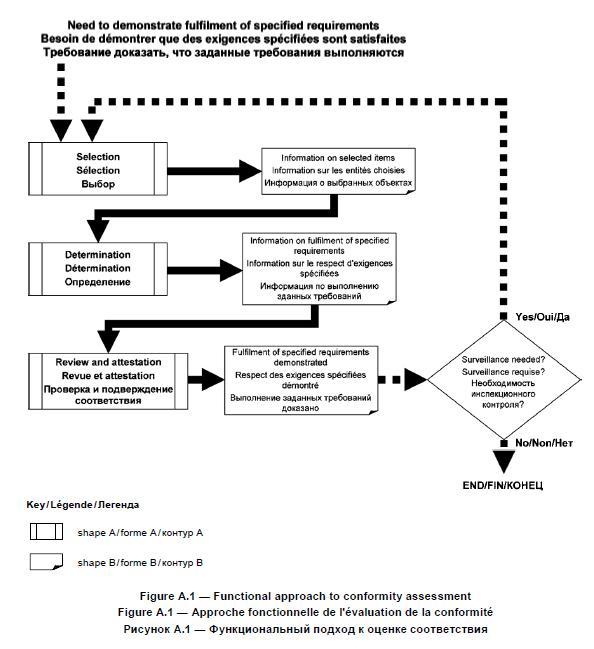 Need to demonstrate fulfilment of specified requirements
Besoin de démontrer que des exigences spécifiées sont satisfaites
Требование доказать, что заданные требования выполняются
Selection
Sélection
Выбор
Information on selected items
Information sur les entités choisies
Информация о выбранных объектах
Determination
Détermination
Определение
Information on fulfilment of specified
requirements
Information sur le respect d'exigences
spécifiées
Информация по выполнению
зданных требований
Review and attestation
Revue et attestation
Проверка и подверждение
соответствия
Fulfilment of specified requirements
demonstrated
Respect des exigences spécifiées
démontré
Выполнение заданных требований
доказано
Yes/Oui/Да
Surveillance needed?
Surveillance requise?
Необходимость
инспекционного
контроля?
No/Non/Нет
END/FIN/КОНЕЦ
Key/Légende/Легенда
shape A/forme A/контур А
shape B/forme B/контур В
Figure A.1 — Functional approach to conformity assessment
Figure A.1 — Approche fonctionnelle de l'évaluation de la conformité
Рисунок А.1 — Функциональный подход к оценке соответствия